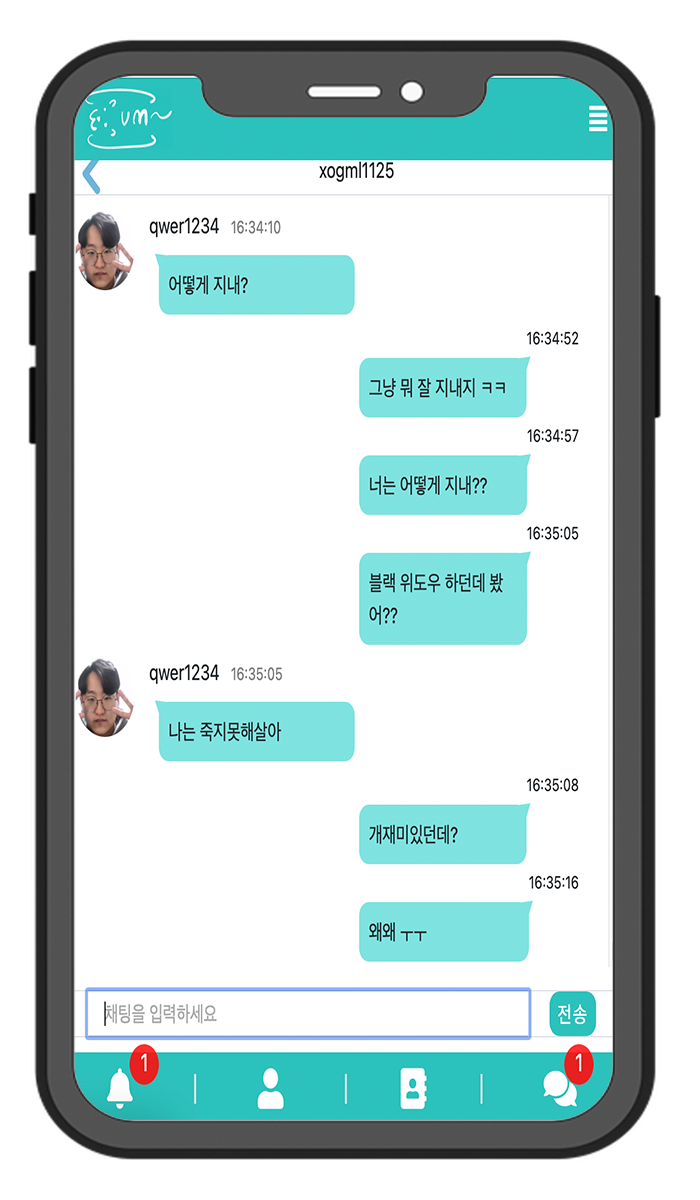 xogml1125
qwer1234 16:34:10
어떻게 지내?
16:34:52
그냥 뭐 잘 지내지 ㅋㅋ
16:34:57
너는 어떻게 지내??
16:35:05
블랙 위도우 하던데 봤
어??
qwer1234 16:35:05
나는 죽지못해살아
16:35:08
개재미있던데?
16:35:16
왜왜 ㅜㅜ
채팅을 입력하세요 전송
1 1